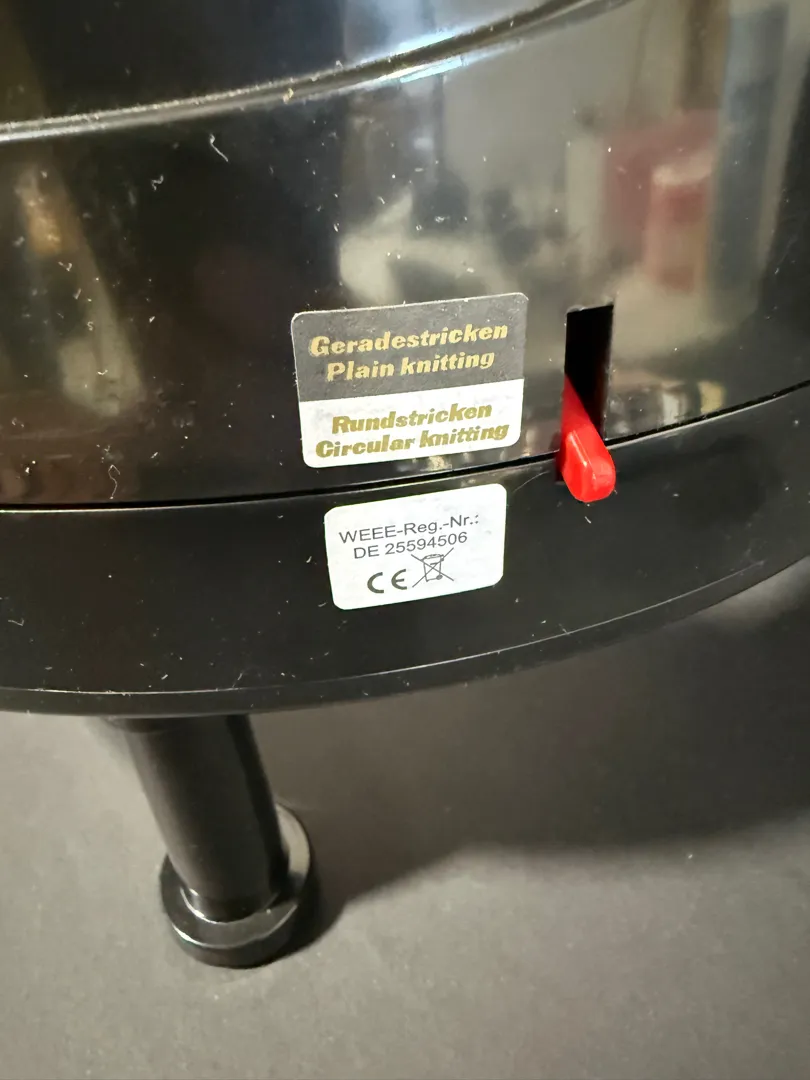 Geradestricken
Plain knitting
Rundstricken
Circular knitting
WEEE-Reg.-Nr.:
DE 25594506
CE